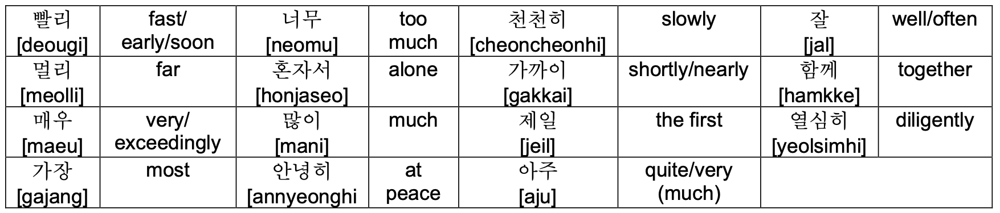 빨리 fast/ 너무 too 천천히 slowly 잘 well/often
[deougi] early/soon [neomu] much [cheoncheonhi] [jal]
멀리 far 혼자서 alone 가까이 shortly/nearly 함께 together
[meolli] [honjaseo] [gakkai] [hamkke]
매우 very/ 많이 much 제일 the first 열심히 diligently
[maeu] exceedingly [mani] [jeil] [yeolsimhi]
가장 most 안녕히 at 아주 quite/very
[gajang] [annyeonghi peace [aju] (much)